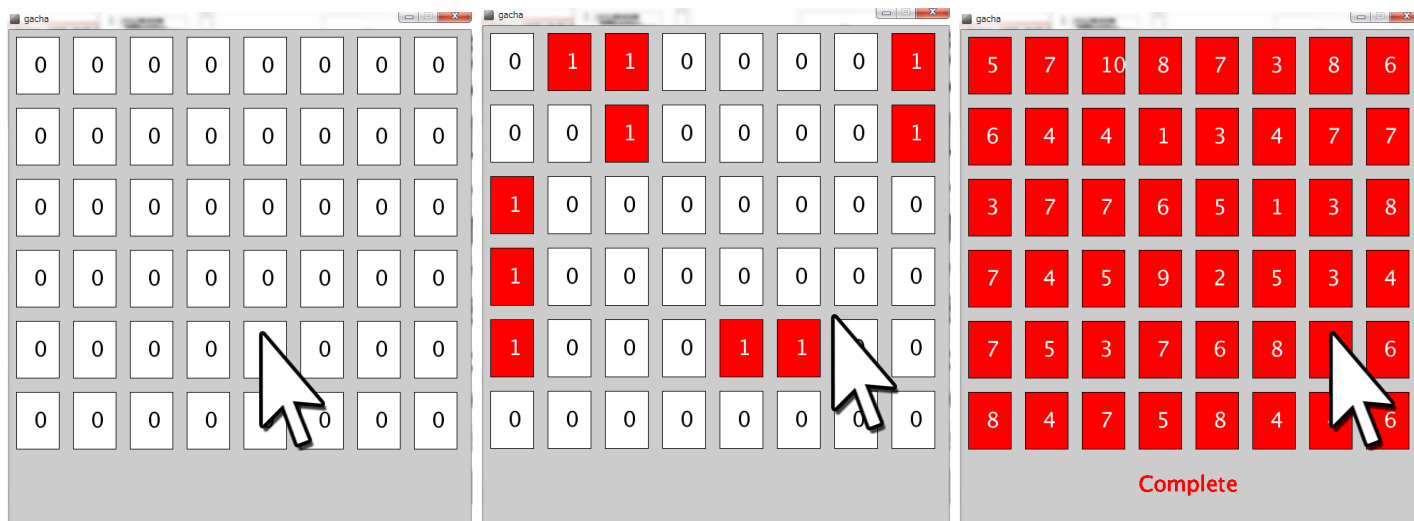 gacha
0 0 0 0 0 0 0 0
0 0 0 0 0 0 0 0
0 0 0 0 0 0 0 0
0 0 0 0 0 0 0 0
0 0 0 0 0 0 0
0 0 0 0 0 0 0
gacha
0 1 1 0 0 0 0 1
0 0 1 0 0 0 0 1
1 0 0 0 0 0 0 0
1 0 0 0 0 0 0 0
1 0 0 0 1 1 0
0 0 0 0 0 0 0 0
gacha
5 7 10 8 7 3 8 6
6 4 4 1 3 4 7 7
3 7 7 6 5 1 3 8
7 4 5 9 2 5 3 4
7 5 3 7 6 8 6
8 4 7 5 8 4 6
Complete